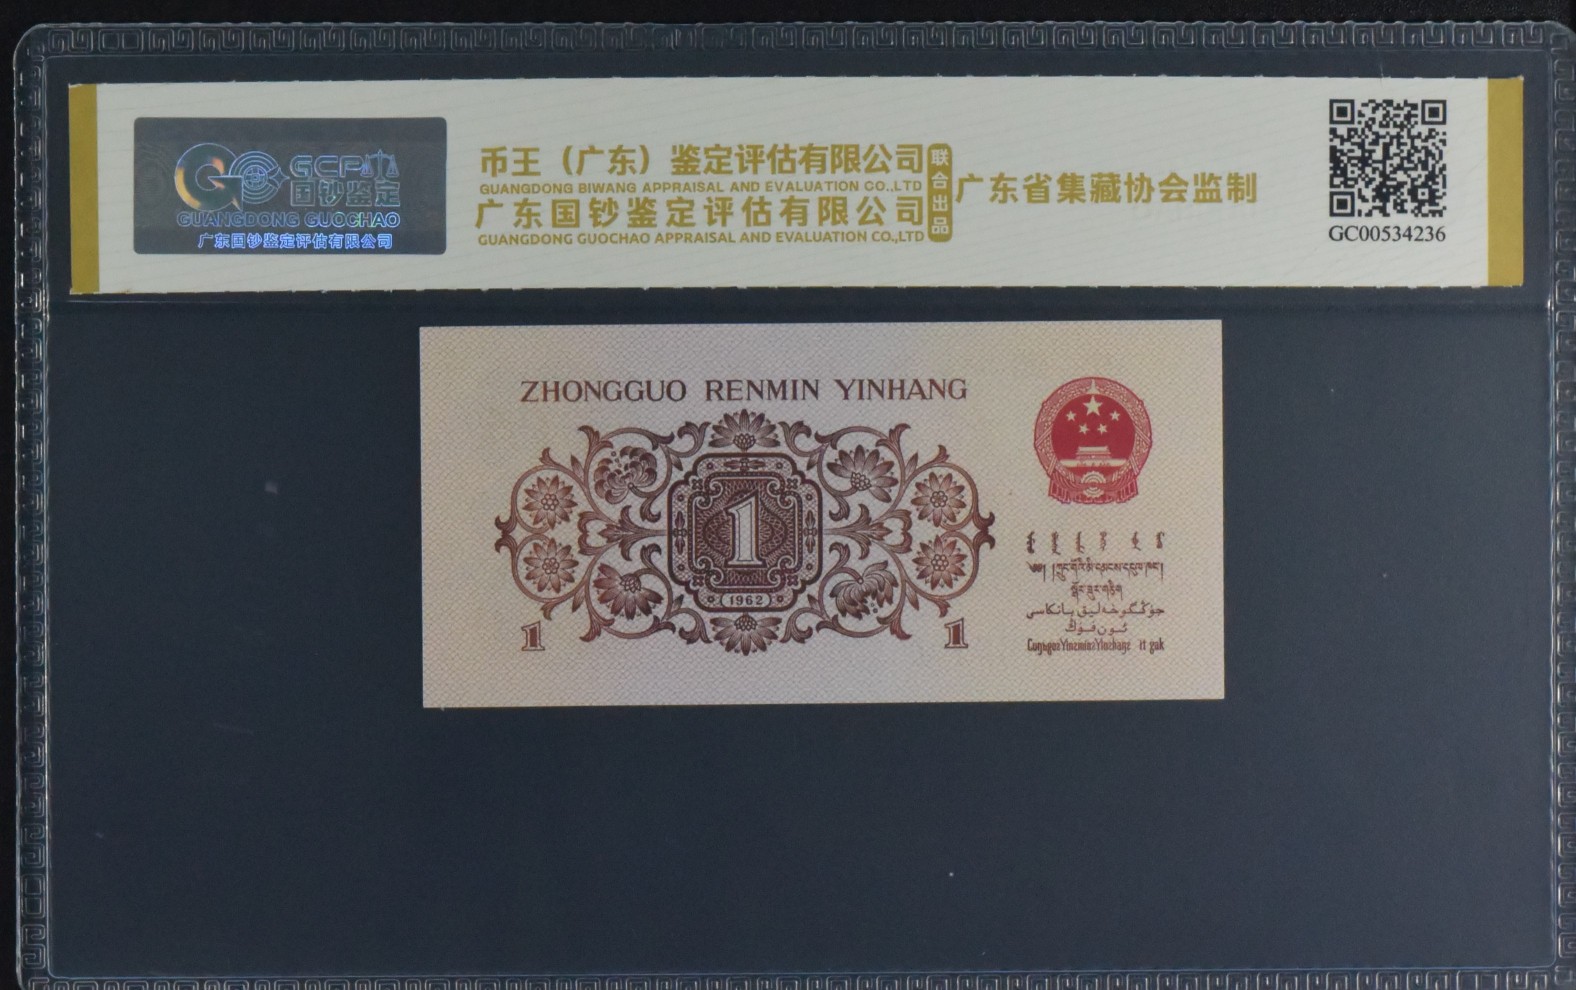 GCP
国钞鉴定
GUANGDONG GUOCHAO
广东国钞鉴定评估有限公司
币王（广东）鉴定评估有限公司
GUANGDONG BIWANG APPRAISAL AND EVALUATION CO.,LTD
广东国钞鉴定评估有限公司
GUANGDONG GUOCHAO APPRAISAL AND EVALUATION CO.,LTD
联合出品
广东省集藏协会监制
GC00534236
ZHONGGUO RENMIN YINHANG
1
(1962)
1
1
جۇڭگو خەلىق بانكاسى